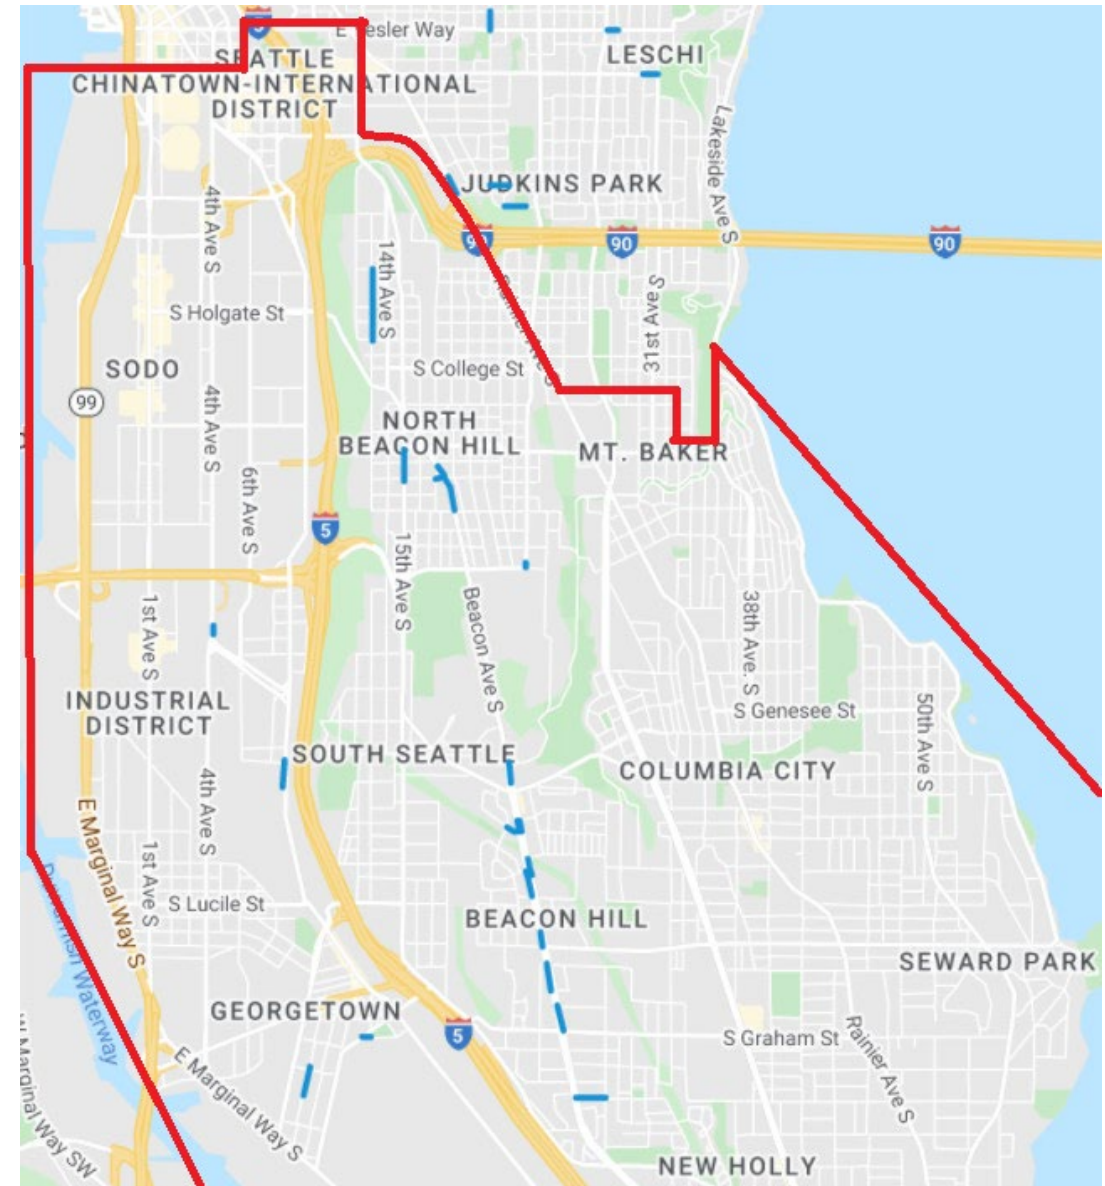 5
E Yesler Way
LESCHI
SEATTLE
CHINATOWN-INTERNATIONAL
DISTRICT
Lakeside Ave S
JUDKINS PARK
4th Ave S
90
90
90
14th Ave S
Rainier Ave S
31st Ave S
S Holgate St
SODO
S College St
99
4th Ave S
NORTH
BEACON HILL
MT. BAKER
6th Ave S
5
15th Ave S
1st Ave S
Beacon Ave S
38th Ave. S
INDUSTRIAL
DISTRICT
S Genesee St
50th Ave S
SOUTH SEATTLE
COLUMBIA CITY
4th Ave S
E Marginal Way S
1st Ave S
Duwamish Waterway
S Lucile St
BEACON HILL
SEWARD PARK
GEORGETOWN
5
S Graham St
Rainier Ave S
E Marginal Way S
W Marginal Way SW
NEW HOLLY